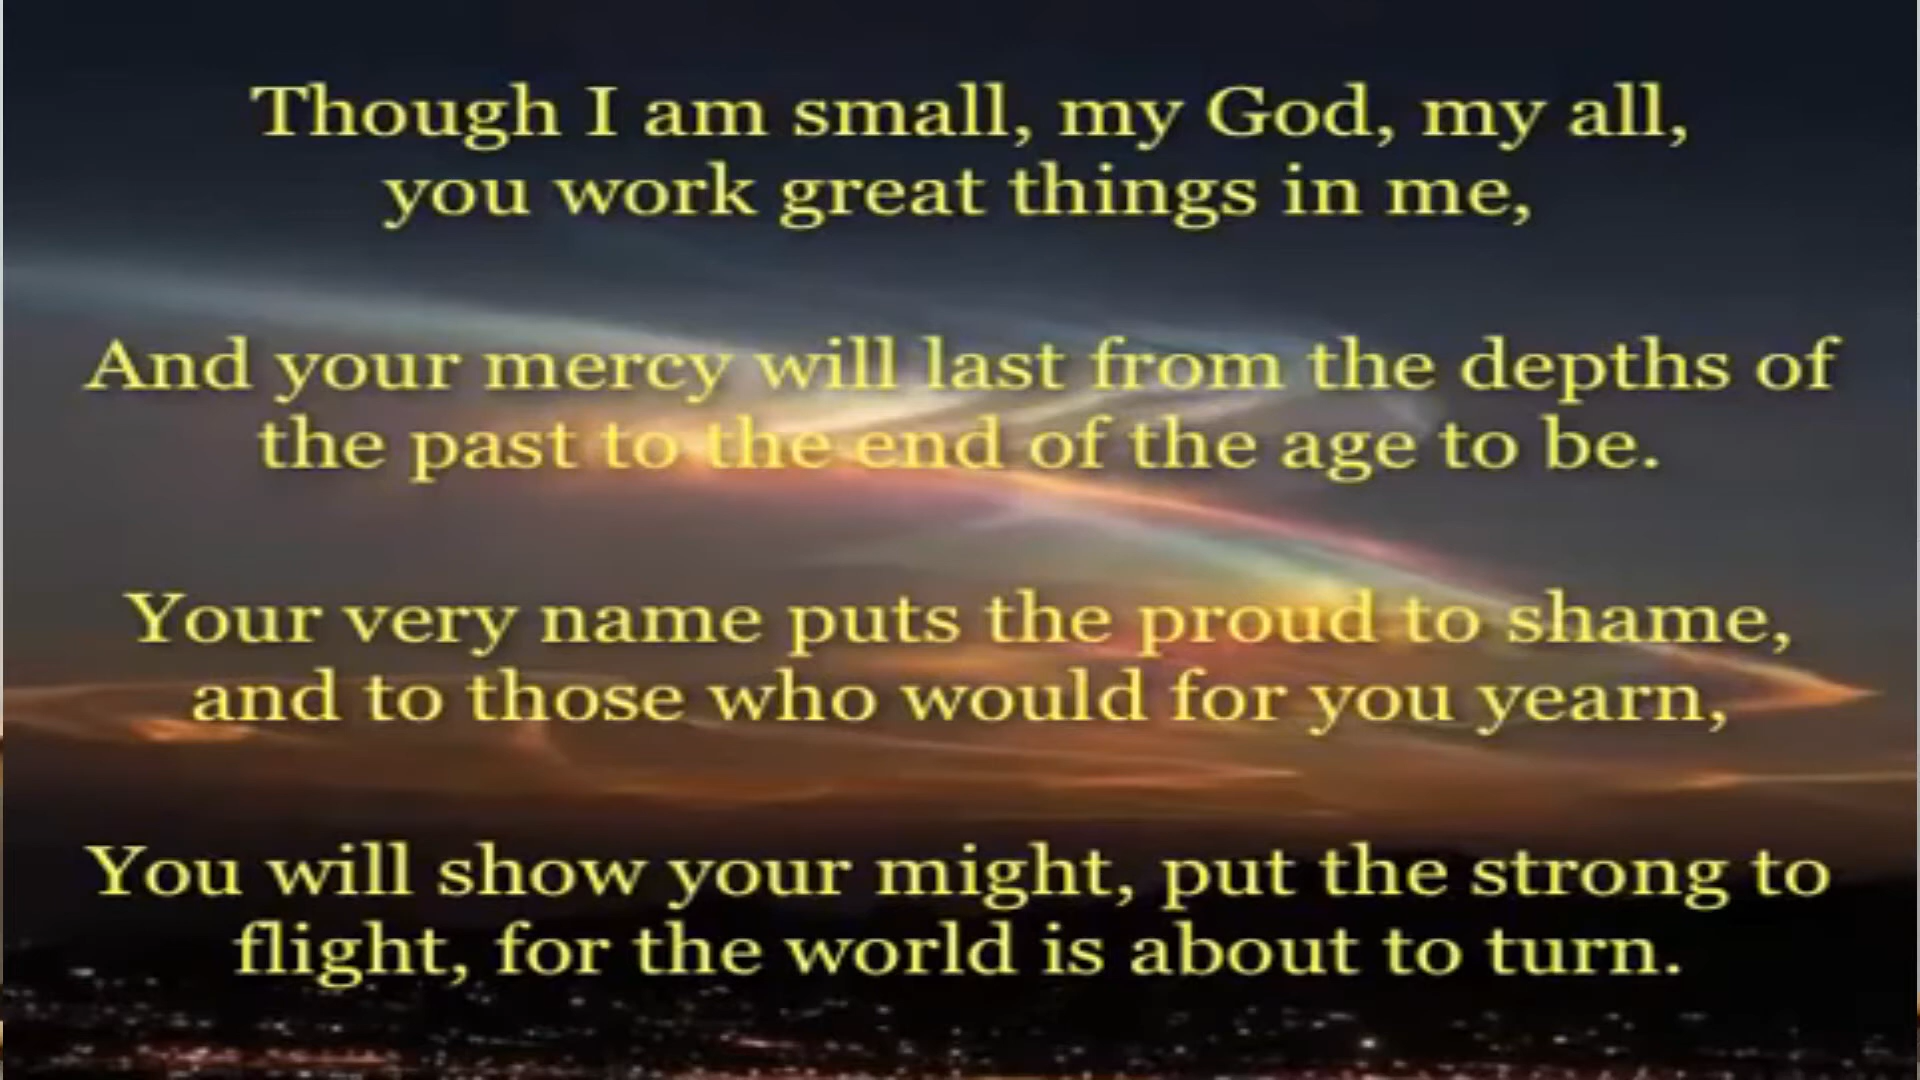 Though I am small, my God, my all,
you work great things in me,
And your mercy will last from the depths of
the past to the end of the age to be.
Your very name puts the proud to shame,
and to those who would for you yearn,
You will show your might, put the strong to
flight, for the world is about to turn.